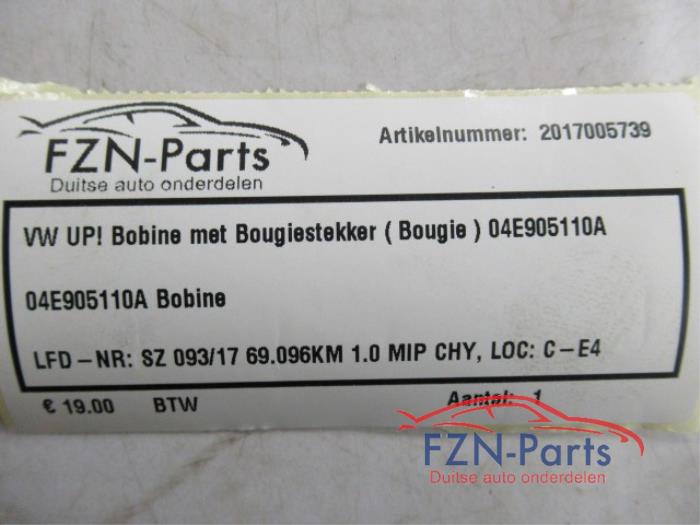 FZN-Parts
Duitse auto onderdelen
Artikelnummer: 2017005739
VW UP! Bobine met Bougiestekker ( Bougie ) 04E905110A
04E905110A Bobine
LFD-NR: SZ 093/17 69.096KM 1.0 MIP CHY, LOC: C-E4
€ 19.00 BTW Aantal: 1
FZN-Parts
Duitse auto onderdelen